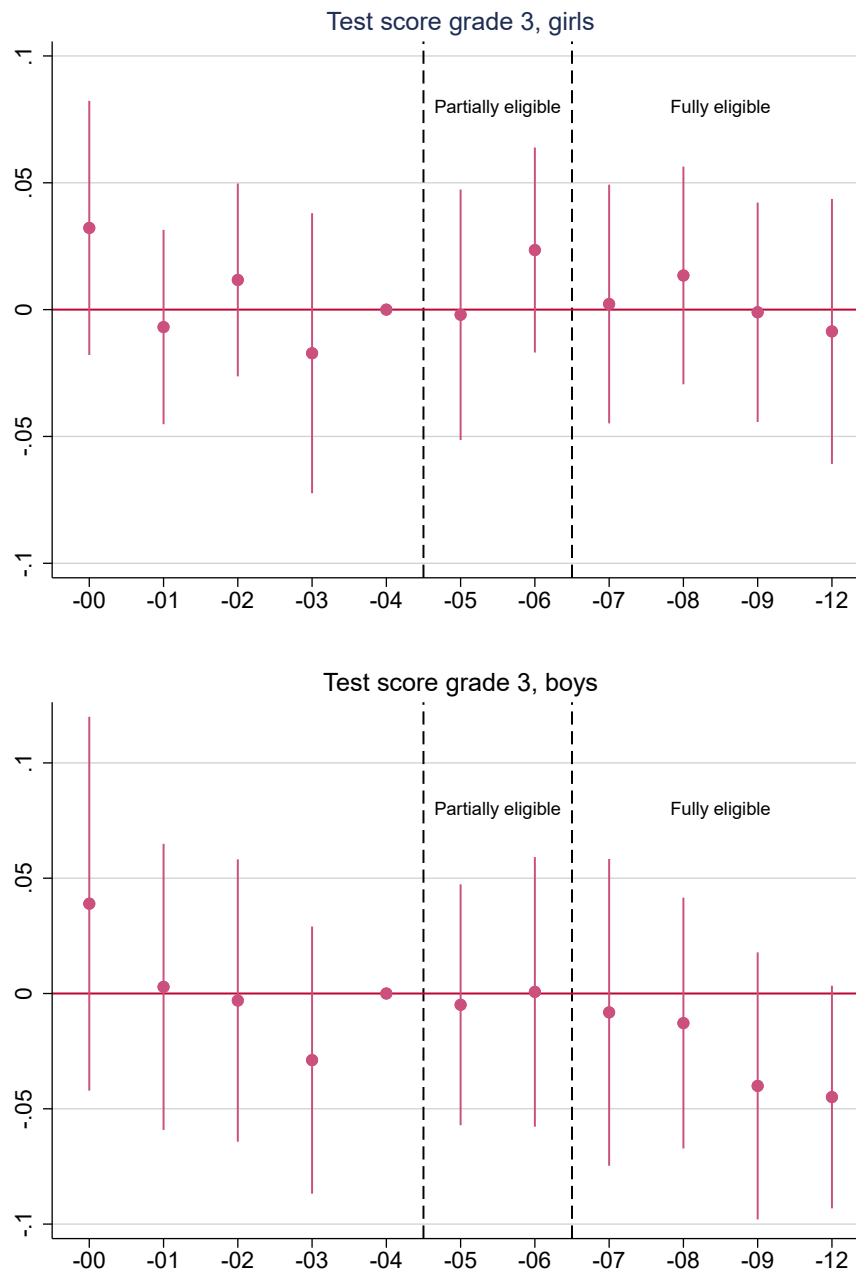 Test score grade 3, girls
.1
Partially eligible Fully eligible
.05
0
-.05
-.1
-00 -01 -02 -03 -04 -05 -06 -07 -08 -09 -12
Test score grade 3, boys
.1
Partially eligible Fully eligible
.05
0
-.05
-.1
-00 -01 -02 -03 -04 -05 -06 -07 -08 -09 -12